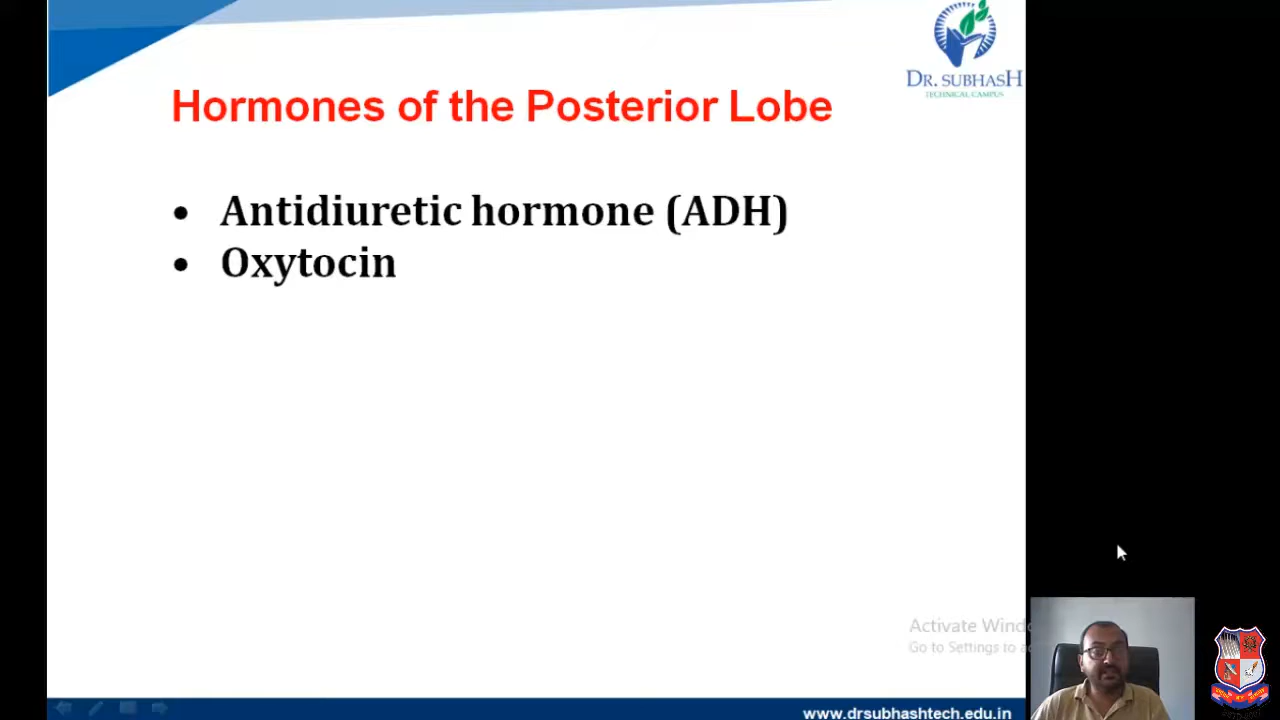 DR. SUBHASH
TECHNICAL CAMPUS
Hormones of the Posterior Lobe
• Antidiuretic hormone (ADH)
• Oxytocin
Activate Windo
Go to Settings to a
www.drsubhashtech.edu.in